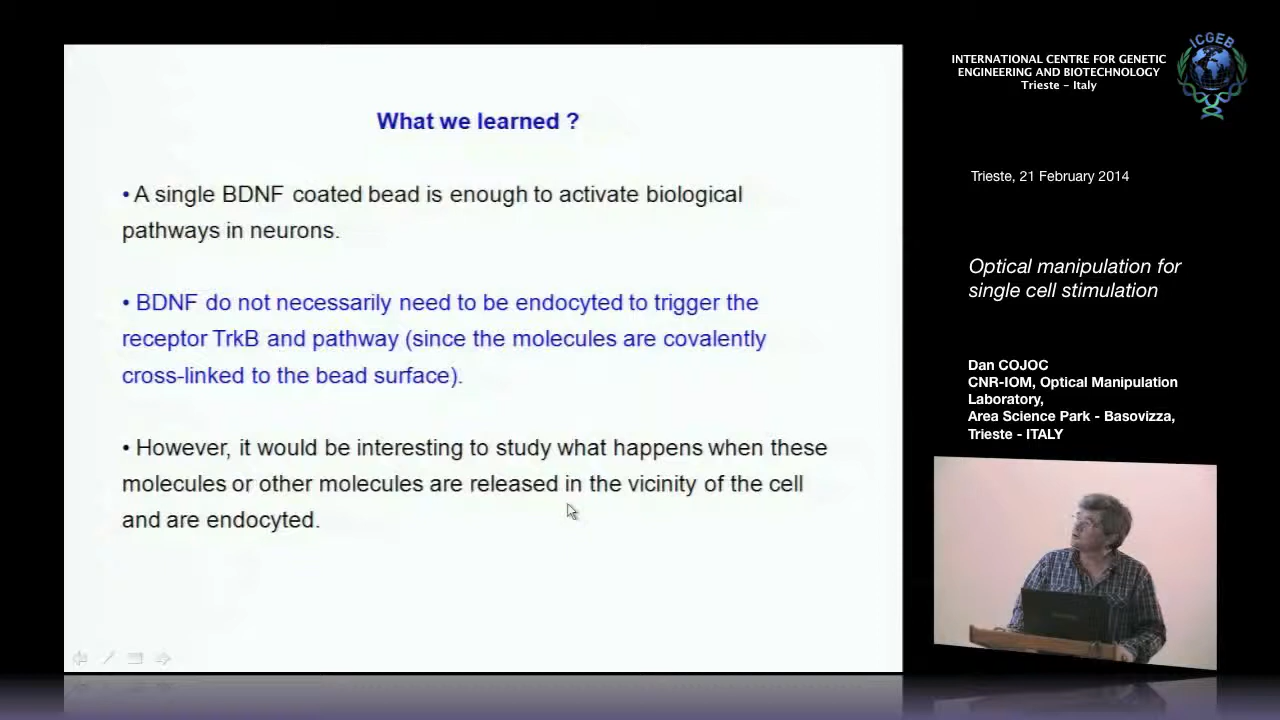 What we learned ?
• A single BDNF coated bead is enough to activate biological
pathways in neurons.
• BDNF do not necessarily need to be endocyted to trigger the
receptor TrkB and pathway (since the molecules are covalently
cross-linked to the bead surface).
• However, it would be interesting to study what happens when these
molecules or other molecules are released in the vicinity of the cell
and are endocyted.
INTERNATIONAL CENTRE FOR GENETIC
ENGINEERING AND BIOTECHNOLOGY
Trieste - Italy
ICGEB
Trieste, 21 February 2014
Optical manipulation for
single cell stimulation
Dan COJOC
CNR-IOM, Optical Manipulation
Laboratory,
Area Science Park - Basovizza,
Trieste - ITALY